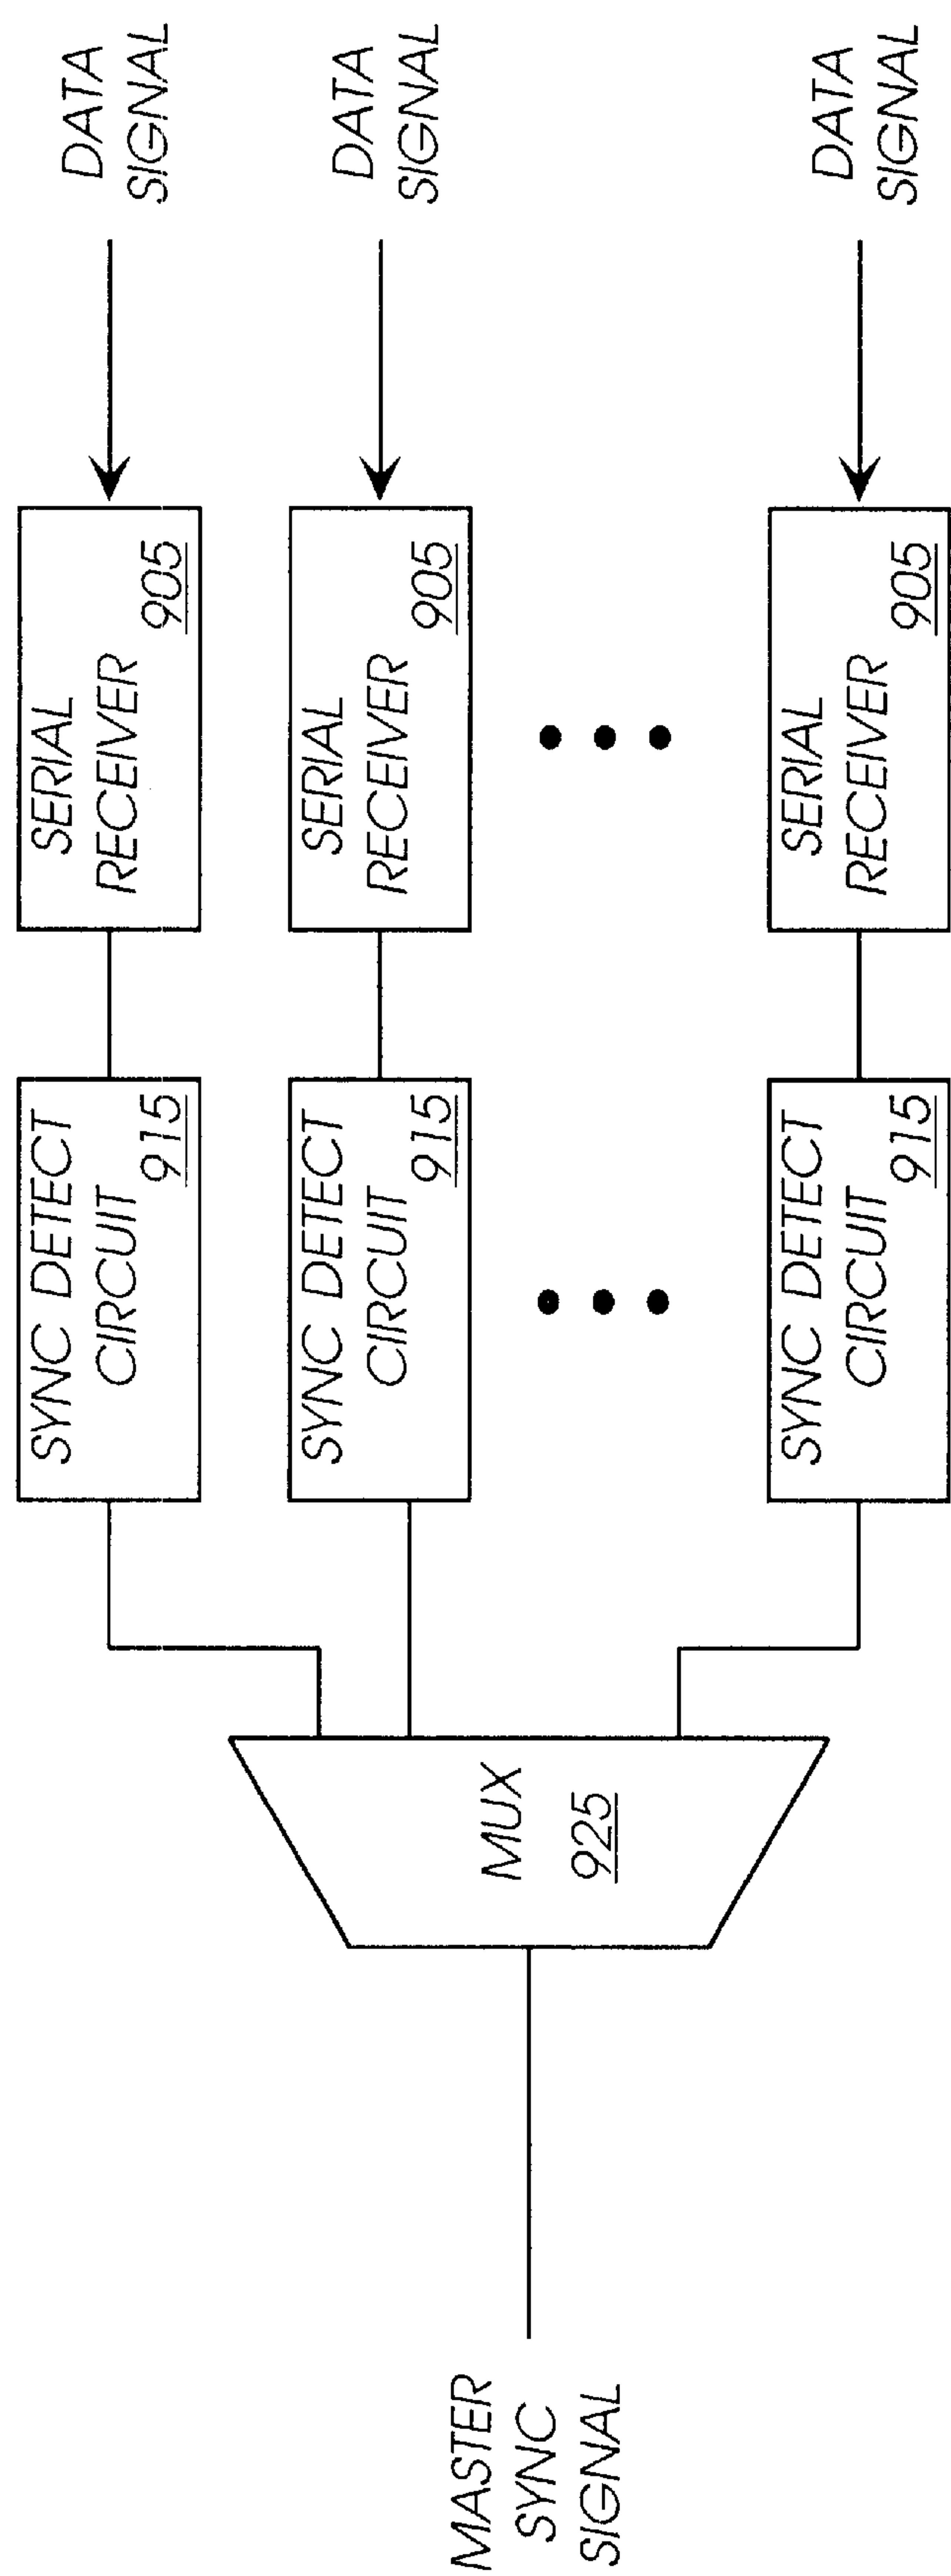 DATA
SIGNAL
DATA
SIGNAL
DATA
SIGNAL
SERIAL
RECEIVER
905
SERIAL
RECEIVER
905
SERIAL
RECEIVER
905
SYNC DETECT
CIRCUIT
915
SYNC DETECT
CIRCUIT
915
SYNC DETECT
CIRCUIT
915
MUX
925
MASTER
SYNC
SIGNAL